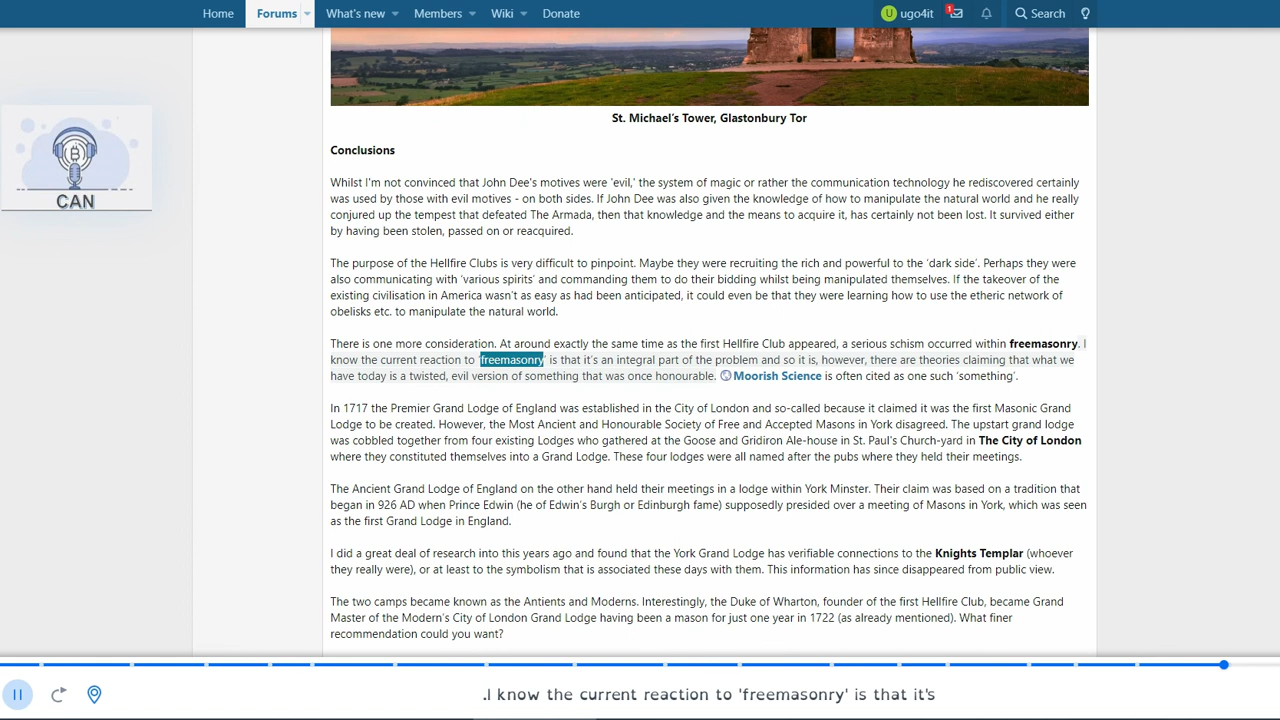 Home Forums What's new Members Wiki Donate ugo4it 1 Search
St. Michael's Tower, Glastonbury Tor
CAN
Conclusions
Whilst I'm not convinced that John Dee's motives were 'evil,' the system of magic or rather the communication technology he rediscovered certainly
was used by those with evil motives - on both sides. If John Dee was also given the knowledge of how to manipulate the natural world and he really
conjured up the tempest that defeated The Armada, then that knowledge and the means to acquire it, has certainly not been lost. It survived either
by having been stolen, passed on or reacquired.
The purpose of the Hellfire Clubs is very difficult to pinpoint. Maybe they were recruiting the rich and powerful to the 'dark side'. Perhaps they were
also communicating with 'various spirits' and commanding them to do their bidding whilst being manipulated themselves. If the takeover of the
existing civilisation in America wasn't as easy as had been anticipated, it could even be that they were learning how to use the etheric network of
obelisks etc. to manipulate the natural world.
There is one more consideration. At around exactly the same time as the first Hellfire Club appeared, a serious schism occurred within freemasonry. I
know the current reaction to 'freemasonry' is that it's an integral part of the problem and so it is, however, there are theories claiming that what we
have today is a twisted, evil version of something that was once honourable. Moorish Science is often cited as one such 'something'.
In 1717 the Premier Grand Lodge of England was established in the City of London and so-called because it claimed it was the first Masonic Grand
Lodge to be created. However, the Most Ancient and Honourable Society of Free and Accepted Masons in York disagreed. The upstart grand lodge
was cobbled together from four existing Lodges who gathered at the Goose and Gridiron Ale-house in St. Paul's Church-yard in The City of London
where they constituted themselves into a Grand Lodge. These four lodges were all named after the pubs where they held their meetings.
The Ancient Grand Lodge of England on the other hand held their meetings in a lodge within York Minster. Their claim was based on a tradition that
began in 926 AD when Prince Edwin (he of Edwin's Burgh or Edinburgh fame) supposedly presided over a meeting of Masons in York, which was seen
as the first Grand Lodge in England.
I did a great deal of research into this years ago and found that the York Grand Lodge has verifiable connections to the Knights Templar (whoever
they really were), or at least to the symbolism that is associated these days with them. This information has since disappeared from public view.
The two camps became known as the Antients and Moderns. Interestingly, the Duke of Wharton, founder of the first Hellfire Club, became Grand
Master of the Modern's City of London Grand Lodge having been a mason for just one year in 1722 (as already mentioned). What finer
recommendation could you want?
.I know the current reaction to 'freemasonry' is that it's